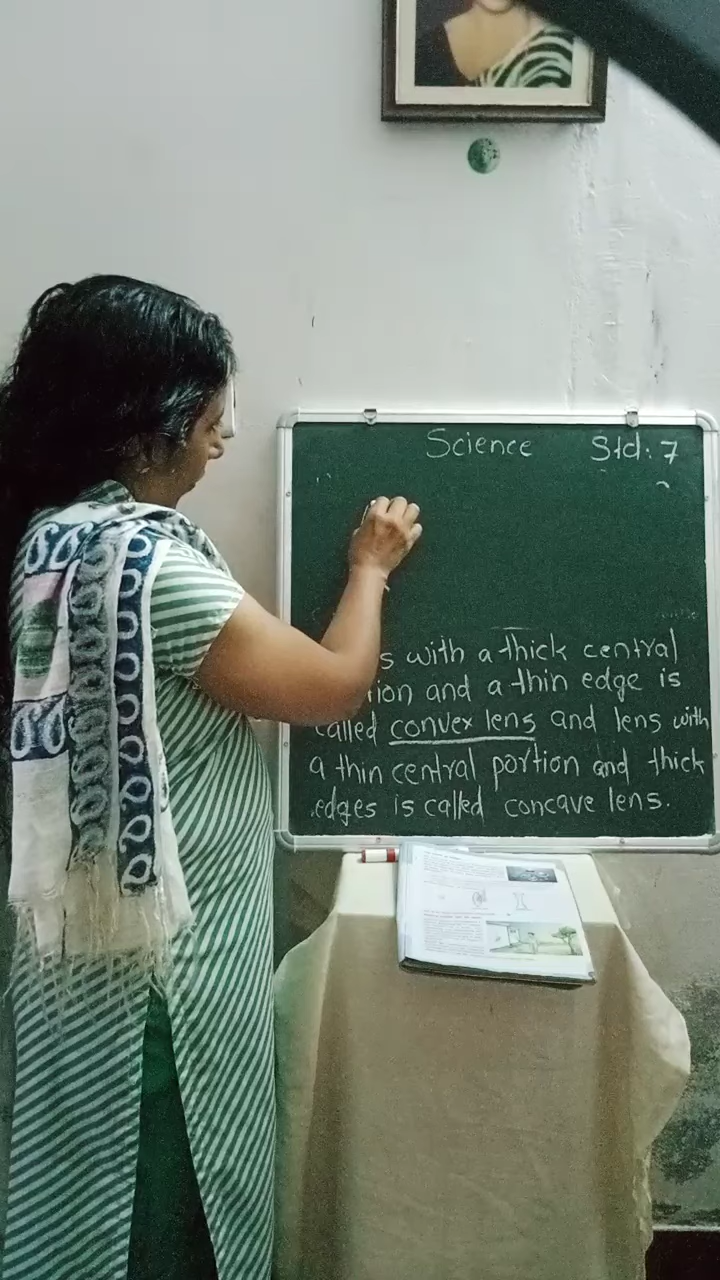 Science Std: 7
s with a thick central
tion and a thin edge is
called convex lens and lens with
a thin central portion and thick
edges is called concave lens.